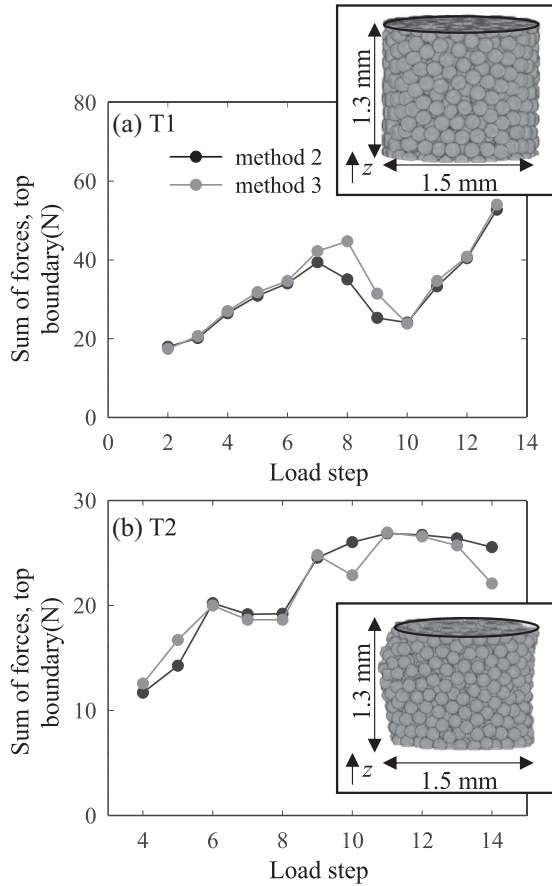 80
(a) T1
method 2
method 3
60
40
20
0
Sum of forces, top
boundary(N)
1.3 mm
z
1.5 mm
0 2 4 6 8 10 12 14
Load step
30
(b) T2
20
10
0
Sum of forces, top
boundary(N)
1.3 mm
z
1.5 mm
4 6 8 10 12 14
Load step